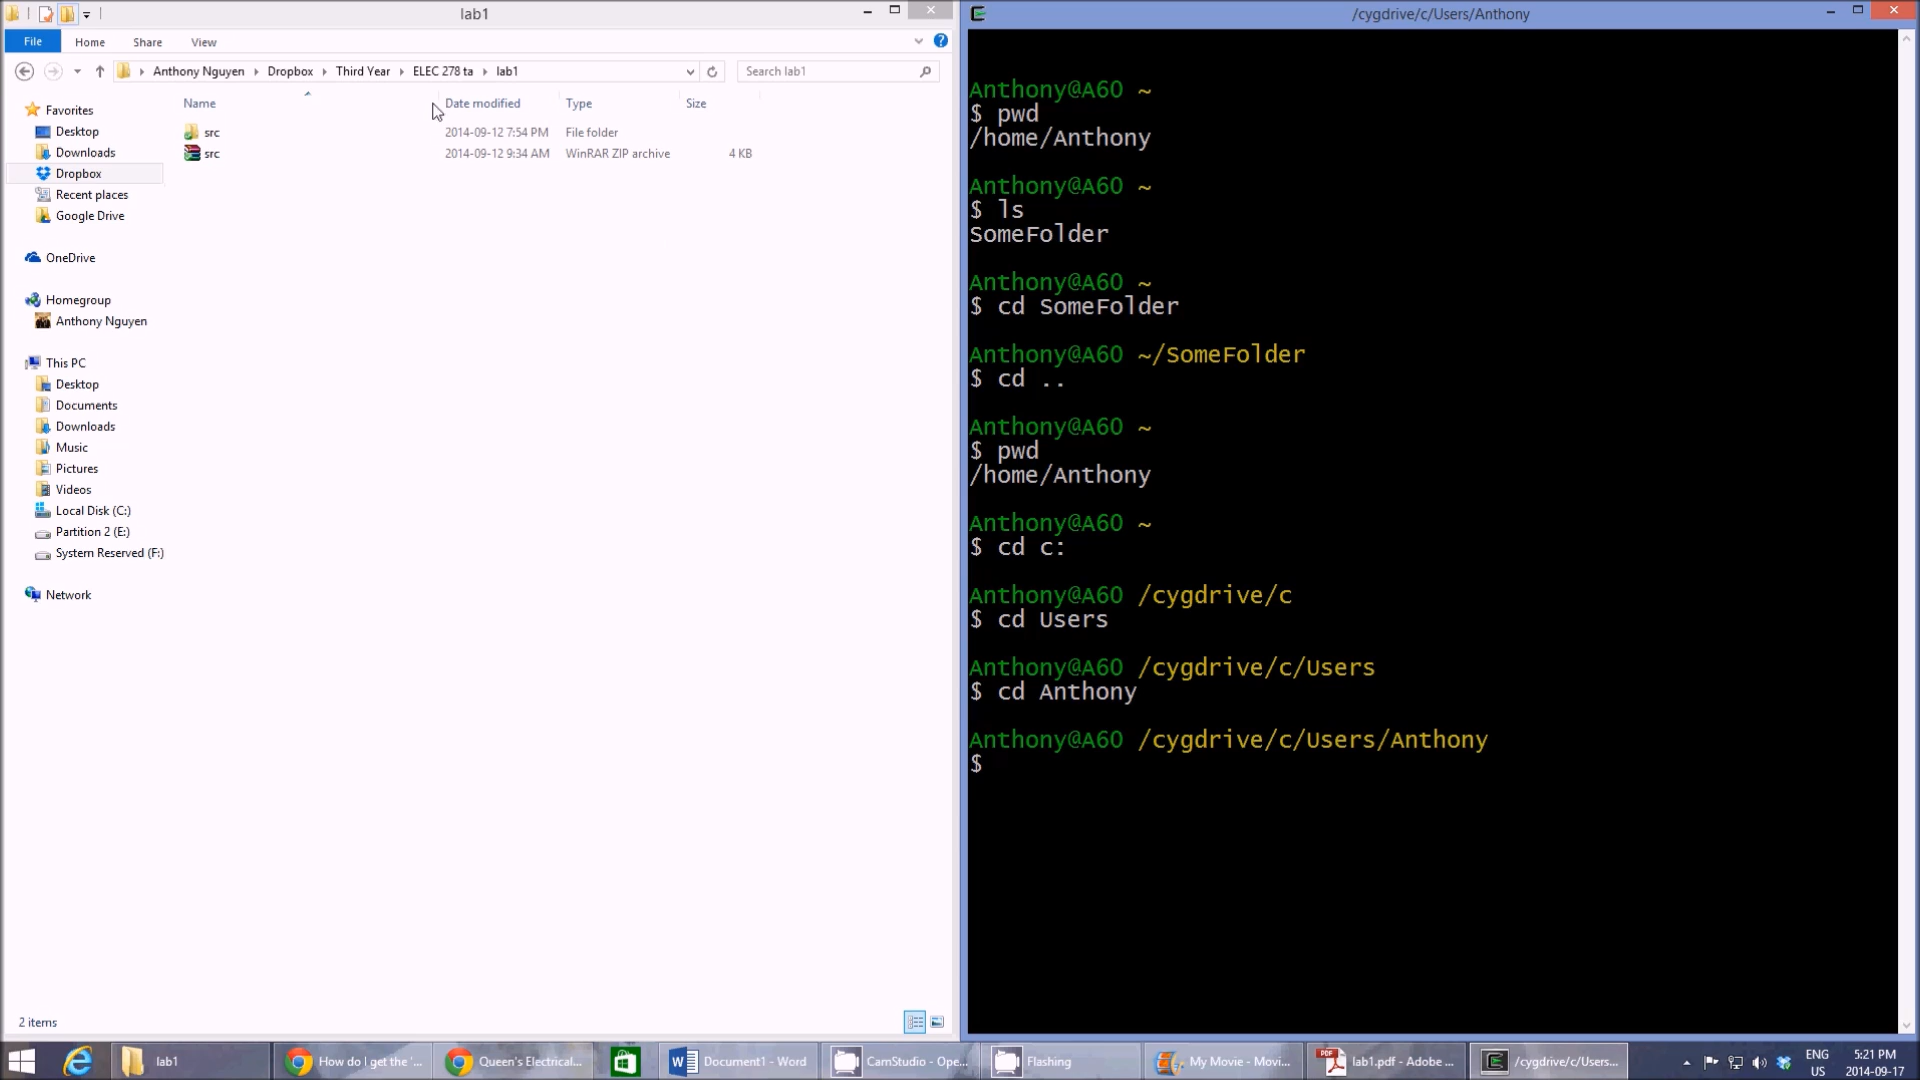 lab1
File Home Share View
Anthony Nguyen Dropbox Third Year ELEC 278 ta lab1
Search lab1
Name Date modified Type Size
src 2014-09-12 7:54 PM File folder
src 2014-09-12 9:34 AM WinRAR ZIP archive 4 KB
Favorites
Desktop
Downloads
Dropbox
Recent places
Google Drive
OneDrive
Homegroup
Anthony Nguyen
This PC
Desktop
Documents
Downloads
Music
Pictures
Videos
Local Disk (C:)
Partition 2 (E:)
System Reserved (F:)
Network
2 items
/cygdrive/c/Users/Anthony
Anthony@A60 ~
$ pwd
/home/Anthony
Anthony@A60 ~
$ ls
SomeFolder
Anthony@A60 ~
$ cd SomeFolder
Anthony@A60 ~/SomeFolder
$ cd ..
Anthony@A60 ~
$ pwd
/home/Anthony
Anthony@A60 ~
$ cd c:
Anthony@A60 /cygdrive/c
$ cd Users
Anthony@A60 /cygdrive/c/Users
$ cd Anthony
Anthony@A60 /cygdrive/c/Users/Anthony
$
lab1
How do I get the '...
Queen's Electrical...
Document1 - Word
CamStudio - Ope...
Flashing
My Movie - Movi...
lab1.pdf - Adobe ...
/cygdrive/c/Users...
ENG
US
5:21 PM
2014-09-17